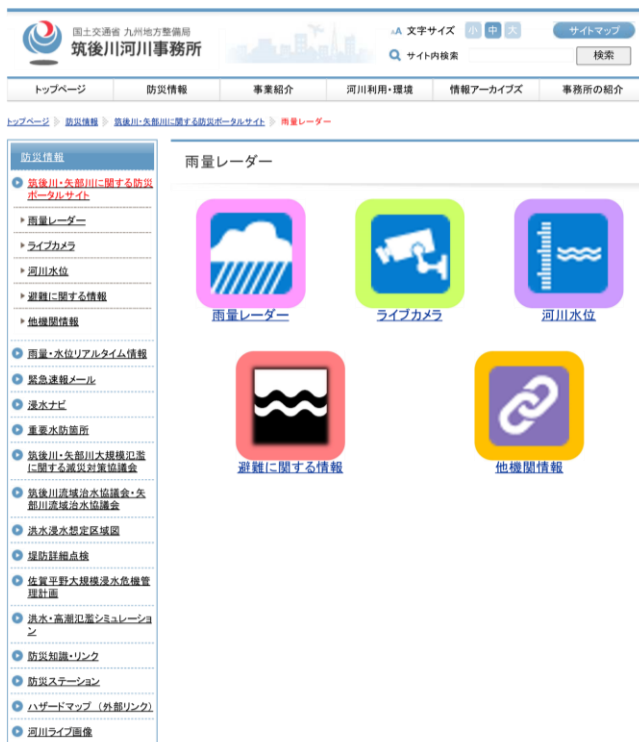 国土交通省 九州地方整備局
筑後川河川事務所
AA 文字サイズ 小 中 大
サイトマップ
サイト内検索
検索
トップページ 防災情報 事業紹介 河川利用・環境 情報アーカイブズ 事務所の紹介
トップページ 防災情報 筑後川・矢部川に関する防災ポータルサイト 雨量レーダー
防災情報
筑後川・矢部川に関する防災
ポータルサイト
雨量レーダー
ライブカメラ
河川水位
避難に関する情報
他機関情報
雨量・水位リアルタイム情報
緊急速報メール
浸水ナビ
重要水防箇所
筑後川・矢部川大規模氾濫
に関する減災対策協議会
筑後川流域治水協議会・矢
部川流域治水協議会
洪水浸水想定区域図
堤防詳細点検
佐賀平野大規模浸水危機管
理計画
洪水・高潮氾濫シミュレーショ
ン
防災知識・リンク
防災ステーション
ハザードマップ （外部リンク）
河川ライブ画像
雨量レーダー
雨量レーダー
ライブカメラ
河川水位
避難に関する情報
他機関情報